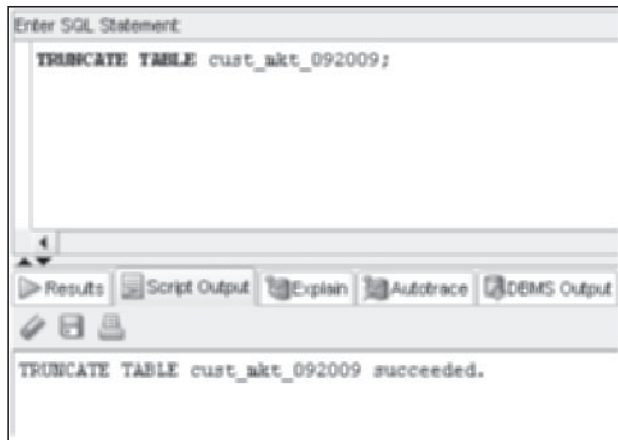 Enter SQL Statement:
TRUNCATE TABLE cust_mkt_092009;
Results Script Output Explain Autotrace DBMS Output
TRUNCATE TABLE cust_mkt_092009 succeeded.